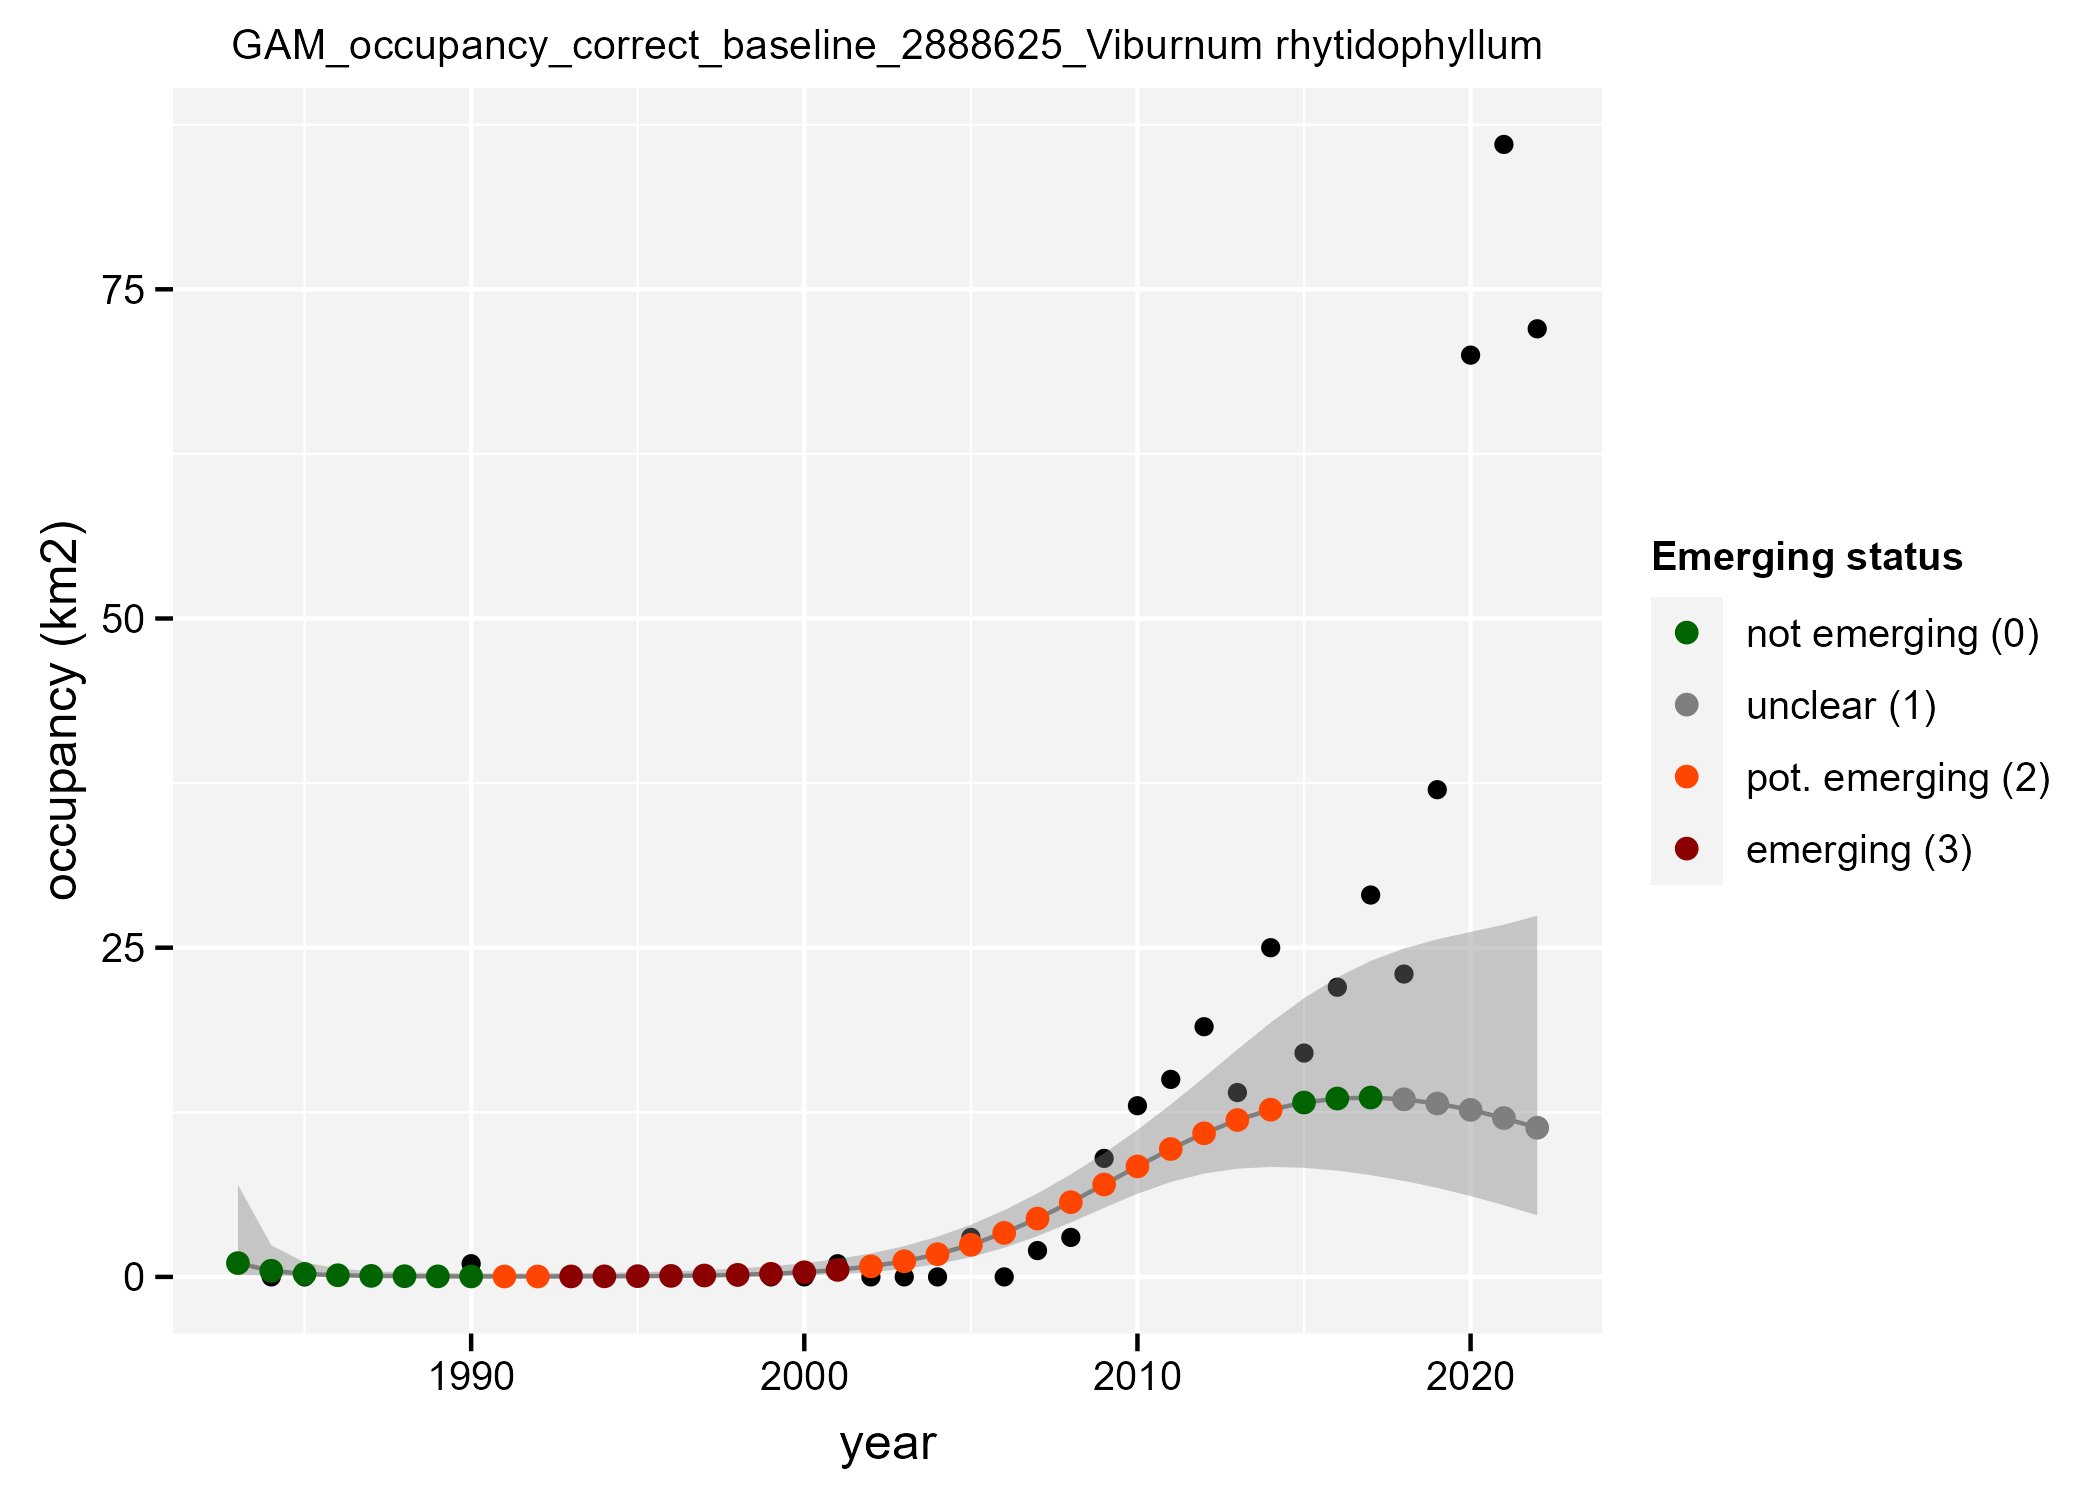 GAM_occupancy_correct_baseline_2888625_Viburnum rhytidophyllum
occupancy (km2)
75
50
25
0
1990 2000 2010 2020
year
Emerging status
not emerging (0)
unclear (1)
pot. emerging (2)
emerging (3)